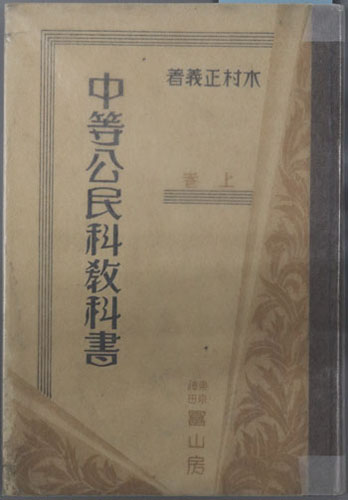 木村正義著
上巻
中等公民科教科書
東京
神田
冨山房